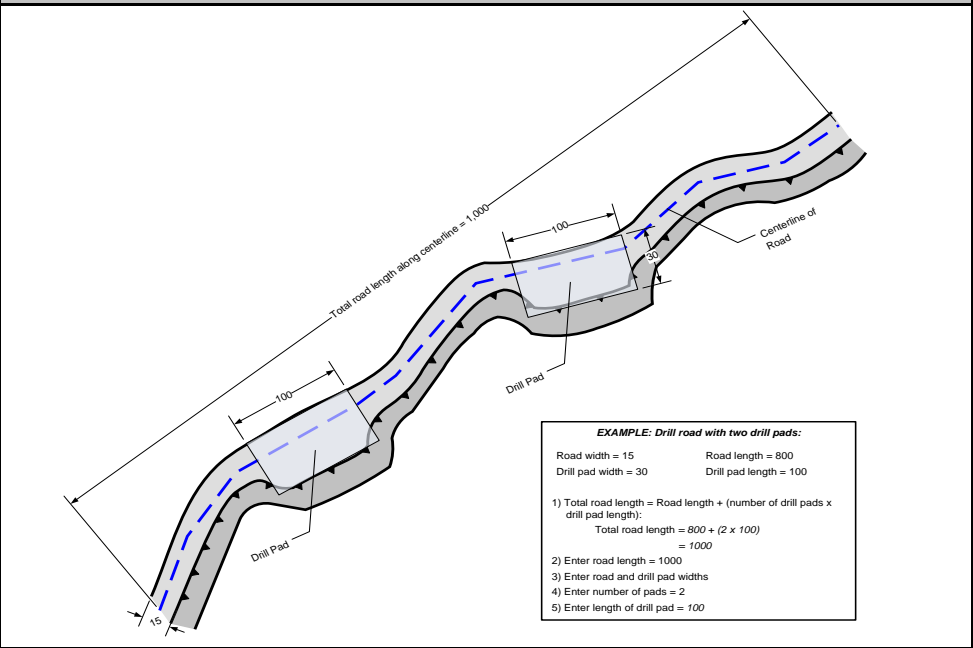 Total road length along centerline = 1,000
100
30
Centerline of
Road
Drill Pad
100
Drill Pad
15
EXAMPLE: Drill road with two drill pads:
Road width = 15 Road length = 800
Drill pad width = 30 Drill pad length = 100
1) Total road length = Road length + (number of drill pads x
drill pad length):
Total road length = 800 + (2 x 100)
= 1000
2) Enter road length = 1000
3) Enter road and drill pad widths
4) Enter number of pads = 2
5) Enter length of drill pad = 100